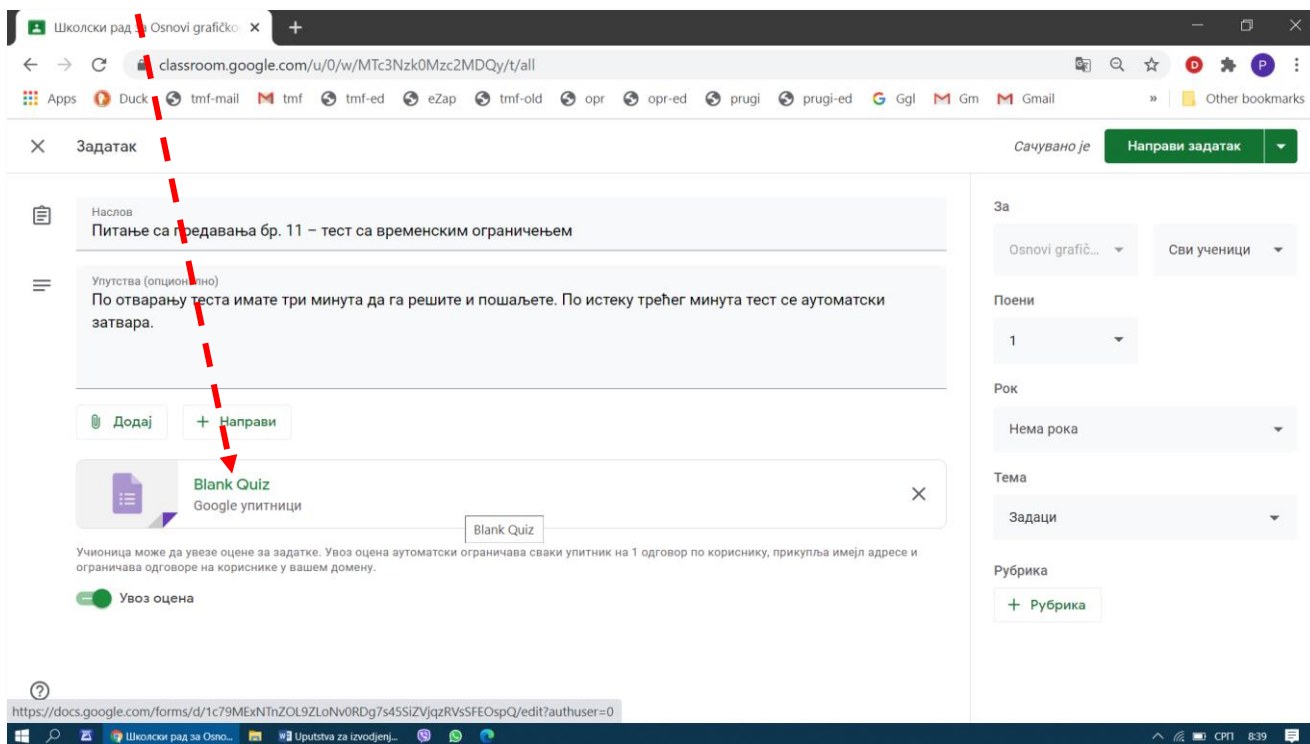 Школски рад за Osnovi grafičko
classroom.google.com/u/0/w/MTc3Nzk0Mzc2MDQy/t/all
Apps Duck tmf-mail tmf tmf-ed eZap tmf-old opr opr-ed prugi prugi-ed Ggl Gm Gmail » Other bookmarks
Задатак Сачувано је Направи задатак
Наслов
Питање са предавања бр. 11 – тест са временским ограничењем
Упутства (опционално)
По отварању теста имате три минута да га решите и пошаљете. По истеку трећег минута тест се аутоматски
затвара.
Додај + Направи
Blank Quiz
Google упитници
Blank Quiz
Учионица може да увезе оцене за задатке. Увоз оцена аутоматски ограничава сваки упитник на 1 одговор по кориснику, прикупља имејл адресе и
ограничава одговоре на кориснике у вашем домену.
Увоз оцена
За
Osnovi grafič... Сви ученици
Поени
1
Рок
Нема рока
Тема
Задаци
Рубрика
+ Рубрика
https://docs.google.com/forms/d/1c79MExNTnZOL9ZLoNv0RDg7s45SiZVjqzRVsSFEOspQ/edit?authuser=0
Школски рад за Osno... Uputstva za izvodjenj... СРП 8:39